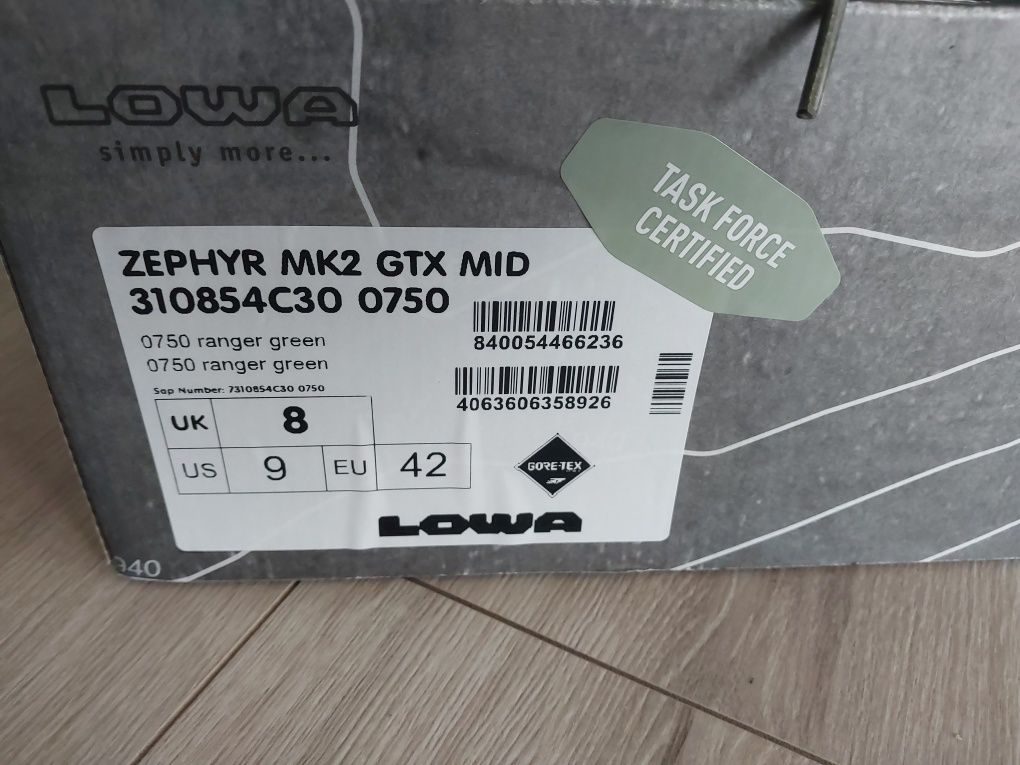 LOWA
simply more...
TASK FORCE
CERTIFIED
ZEPHYR MK2 GTX MID
310854C30 0750
0750 ranger green
0750 ranger green
840054466236
Sap Number: 7310854C30 0750
4063606358926
UK 8
US 9 EU 42
GORE-TEX
LOWA
940